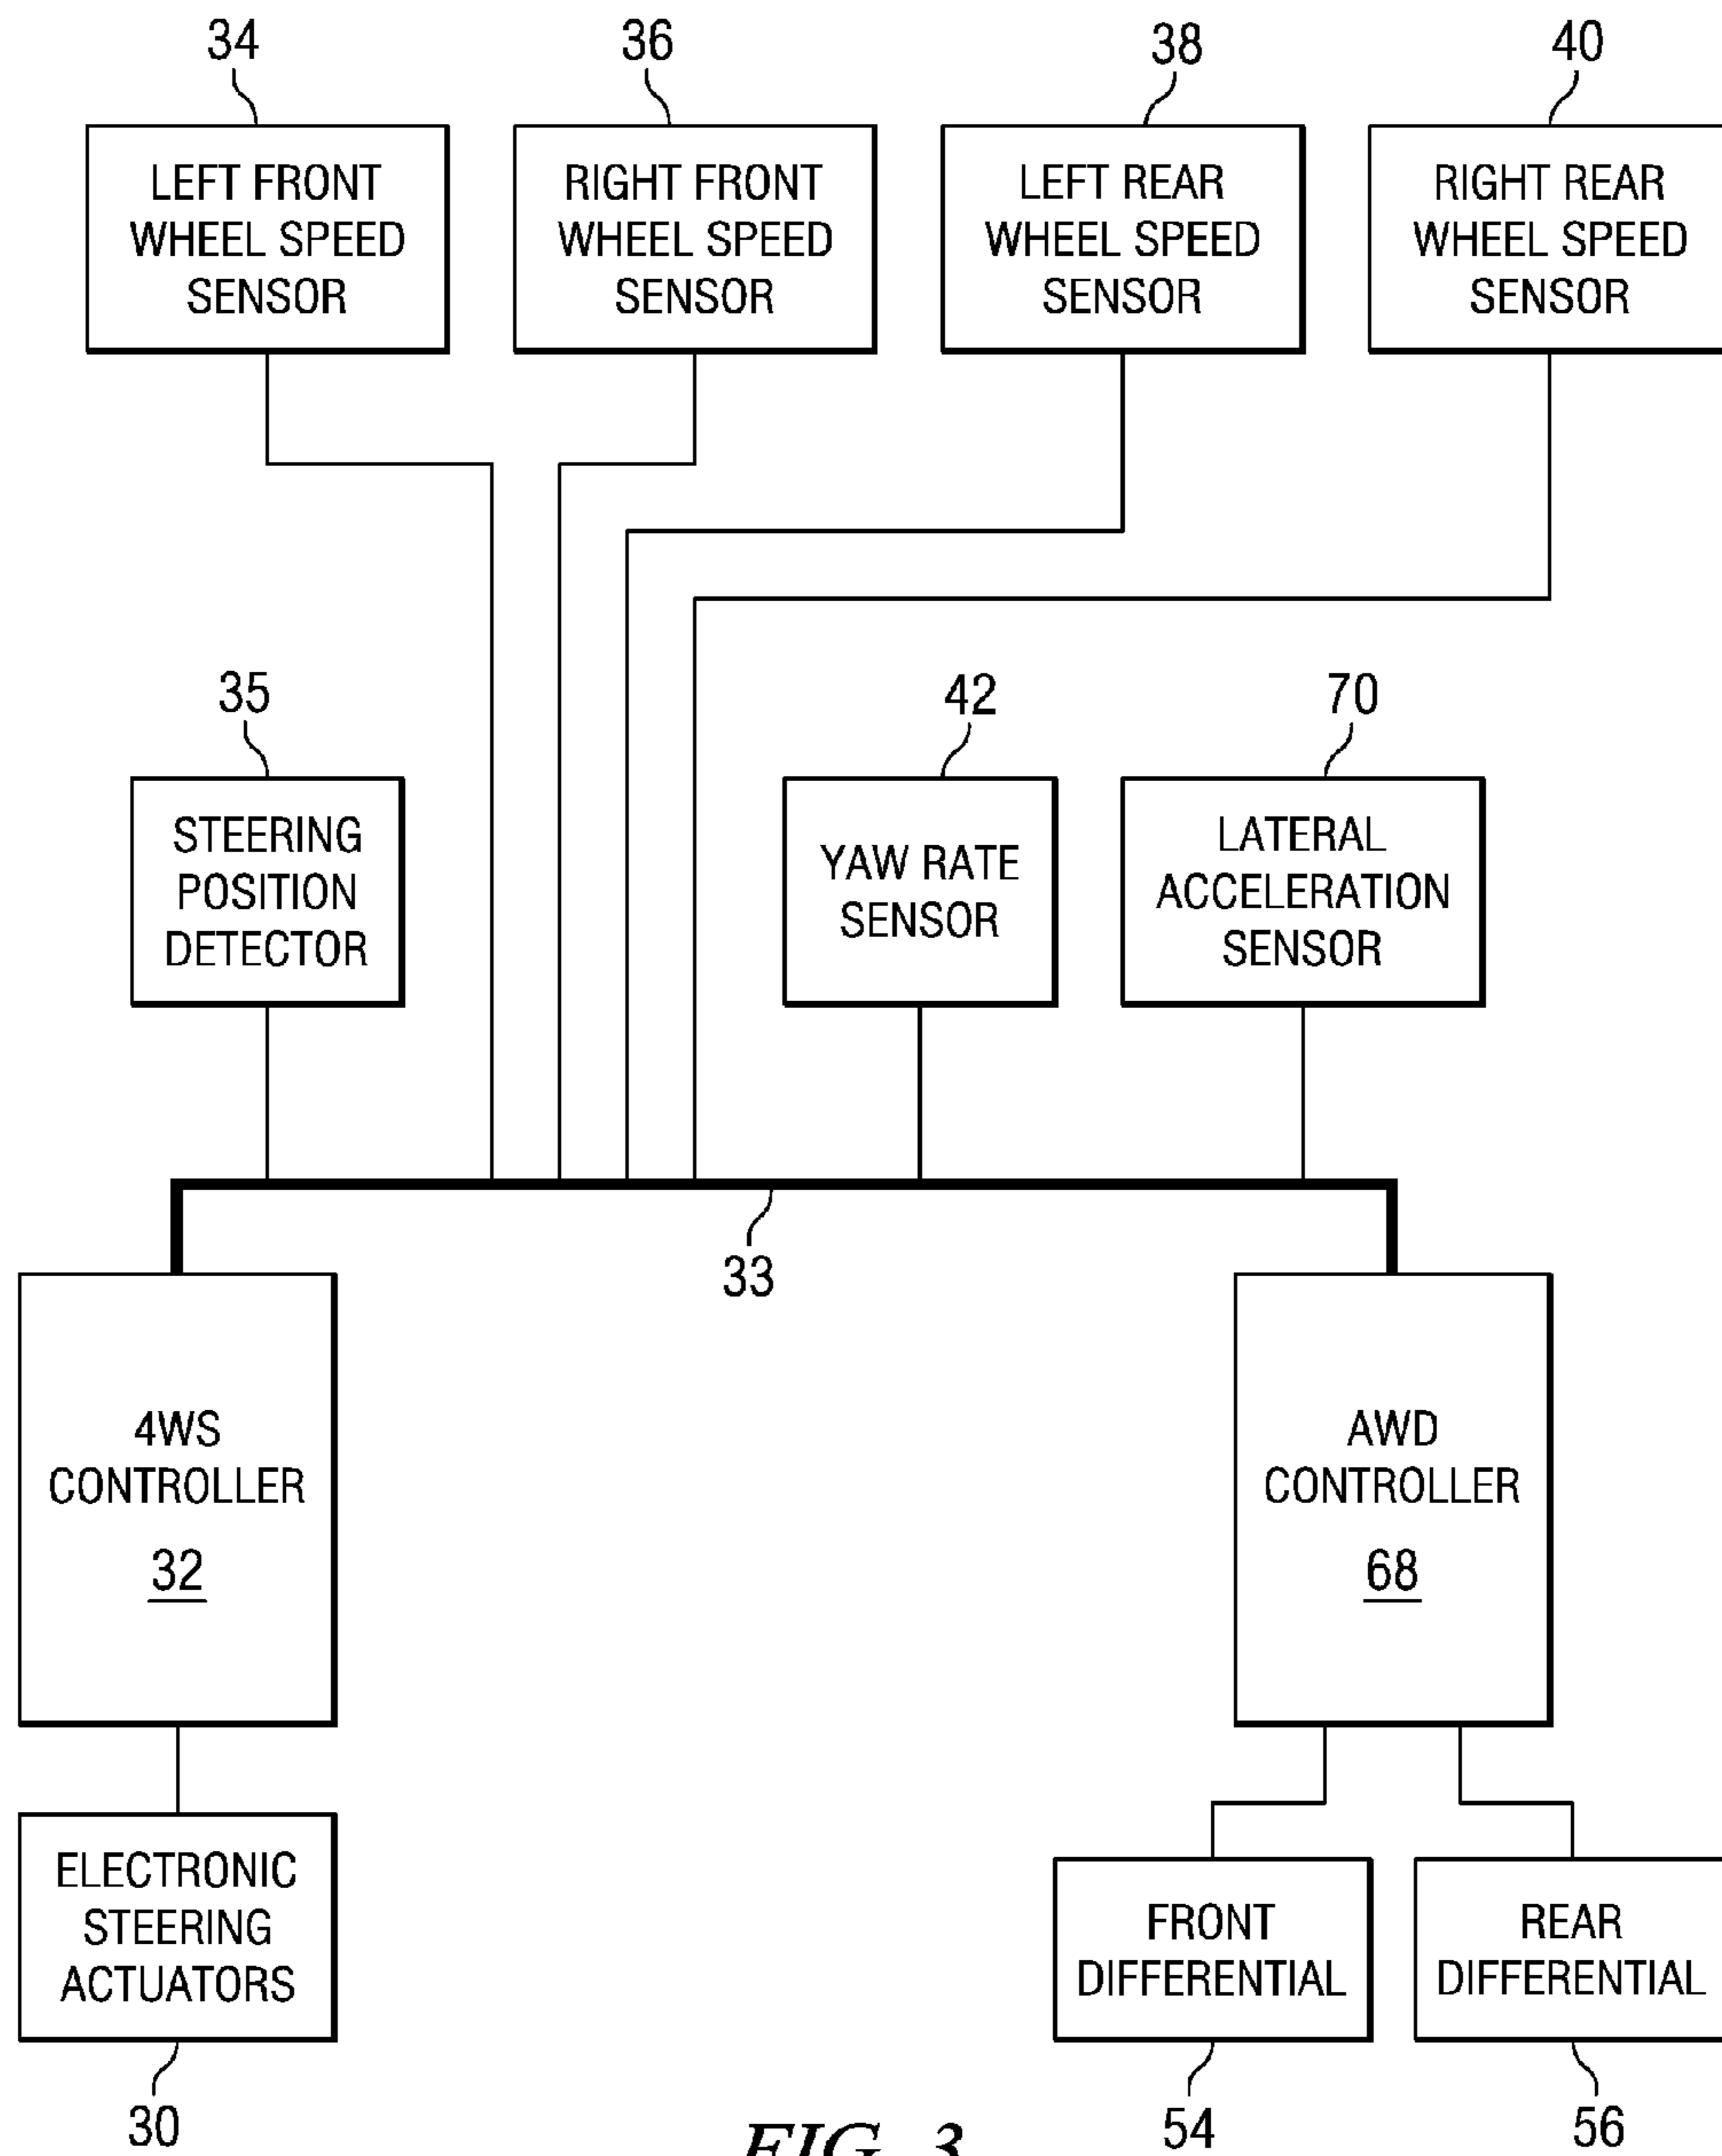 34
36
38
40
LEFT FRONT
WHEEL SPEED
SENSOR
RIGHT FRONT
WHEEL SPEED
SENSOR
LEFT REAR
WHEEL SPEED
SENSOR
RIGHT REAR
WHEEL SPEED
SENSOR
35
42
70
STEERING
POSITION
DETECTOR
YAW RATE
SENSOR
LATERAL
ACCELERATION
SENSOR
33
4WS
CONTROLLER
32
AWD
CONTROLLER
68
ELECTRONIC
STEERING
ACTUATORS
FRONT
DIFFERENTIAL
REAR
DIFFERENTIAL
30
54
56
FIG. 3